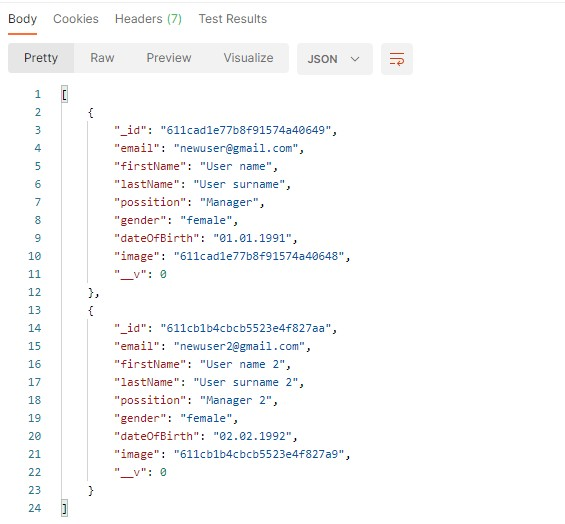 Body Cookies Headers (7) Test Results
Pretty Raw Preview Visualize JSON
1 [
2 {
3 "_id": "611cad1e77b8f91574a40649",
4 "email": "newuser@gmail.com",
5 "firstName": "User name",
6 "lastName": "User surname",
7 "possition": "Manager",
8 "gender": "female",
9 "dateOfBirth": "01.01.1991",
10 "image": "611cad1e77b8f91574a40648",
11 "__v": 0
12 },
13 {
14 "_id": "611cb1b4cbcb5523e4f827aa",
15 "email": "newuser2@gmail.com",
16 "firstName": "User name 2",
17 "lastName": "User surname 2",
18 "possition": "Manager 2",
19 "gender": "female",
20 "dateOfBirth": "02.02.1992",
21 "image": "611cb1b4cbcb5523e4f827a9",
22 "__v": 0
23 }
24 ]